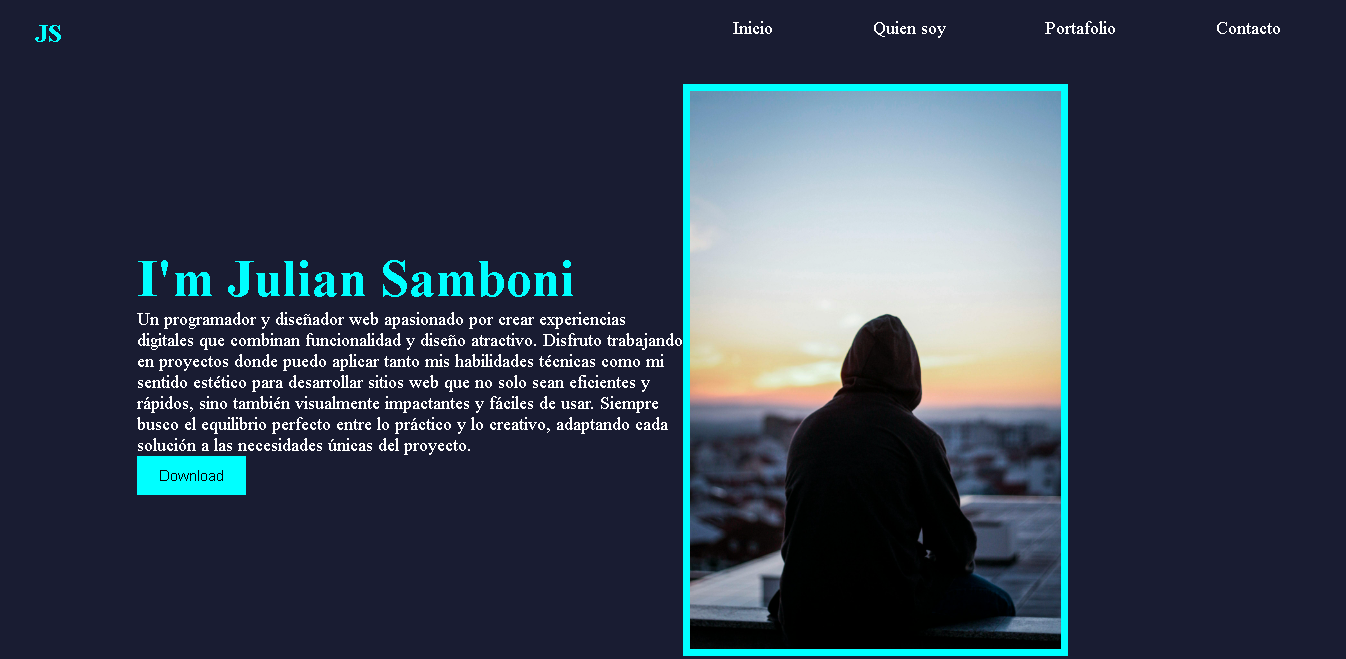 JS
Inicio
Quien soy
Portafolio
Contacto
I'm Julian Samboni
Un programador y diseñador web apasionado por crear experiencias
digitales que combinan funcionalidad y diseño atractivo. Disfruto trabajando
en proyectos donde puedo aplicar tanto mis habilidades técnicas como mi
sentido estético para desarrollar sitios web que no solo sean eficientes y
rápidos, sino también visualmente impactantes y fáciles de usar. Siempre
busco el equilibrio perfecto entre lo práctico y lo creativo, adaptando cada
solución a las necesidades únicas del proyecto.
Download